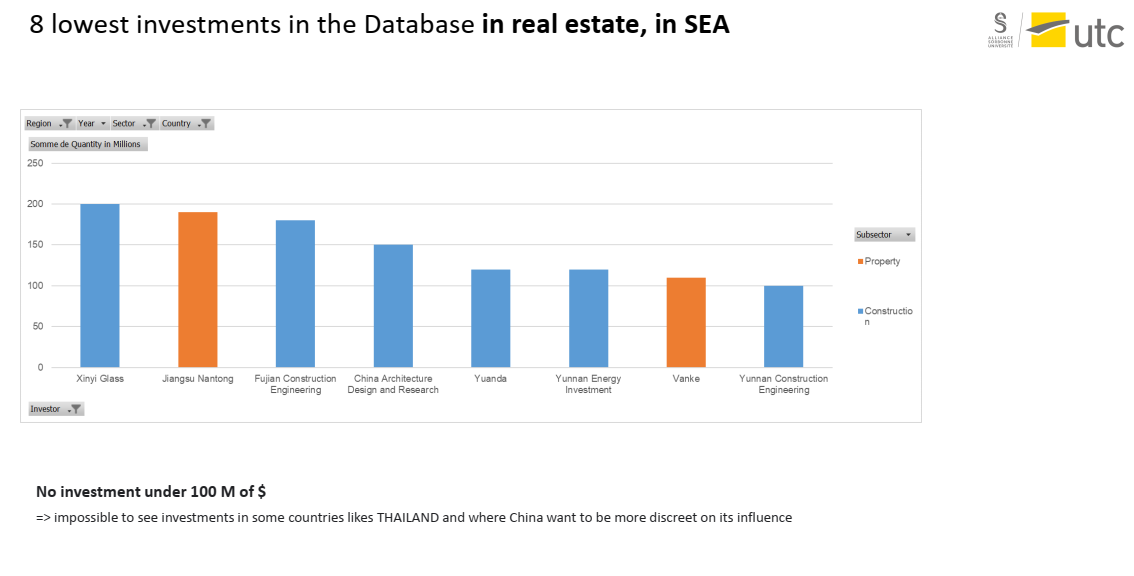 8 lowest investments in the Database in real estate, in SEA
ALLIANCE
SORBONNE
UNIVERSITÉ
utc
Region Year Sector Country
Somme de Quantity in Millions
250
200
150
100
50
0
Xinyi Glass
Jiangsu Nantong
Fujian Construction
Engineering
China Architecture
Design and Research
Yuanda
Yunnan Energy
Investment
Vanke
Yunnan Construction
Engineering
Subsector
Property
Constructio
n
Investor
No investment under 100 M of $
=> impossible to see investments in some countries likes THAILAND and where China want to be more discreet on its influence